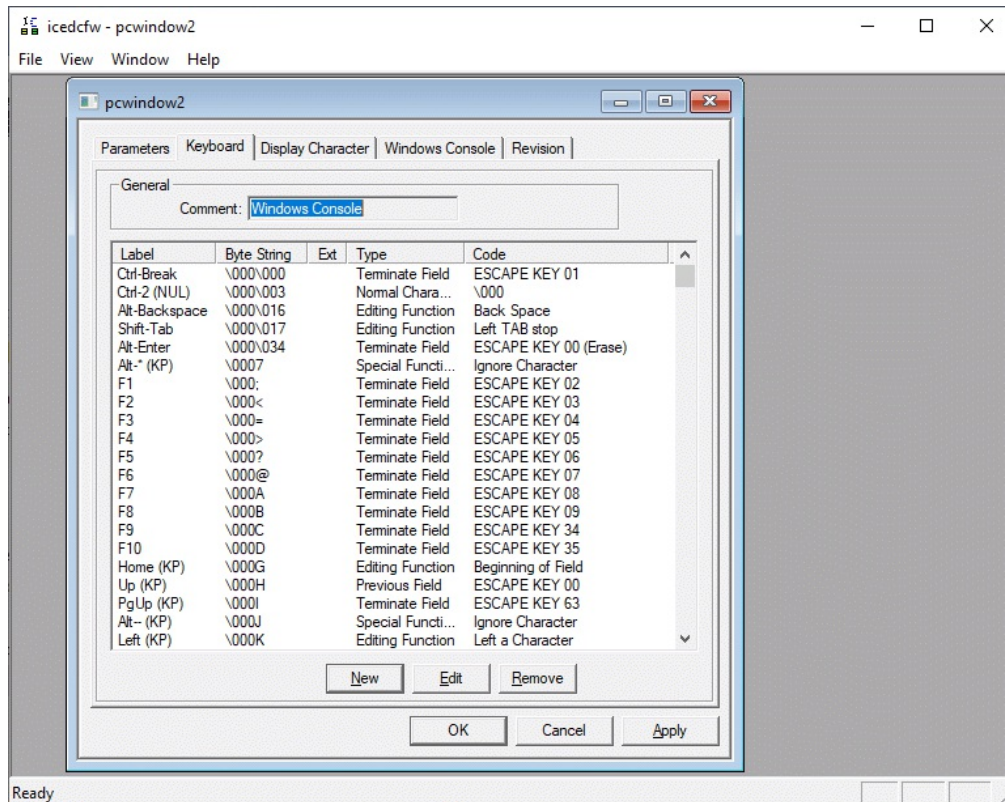 icedcfw - pcwindow2
File View Window Help
pcwindow2
Parameters Keyboard Display Character Windows Console Revision
General
Comment: Windows Console
Label Byte String Ext Type Code
Ctrl-Break \000\000 Terminate Field ESCAPE KEY 01
Ctrl-2 (NUL) \000\003 Normal Chara... \000
Alt-Backspace \000\016 Editing Function Back Space
Shift-Tab \000\017 Editing Function Left TAB stop
Alt-Enter \000\034 Terminate Field ESCAPE KEY 00 (Erase)
Alt-* (KP) \0007 Special Functi... Ignore Character
F1 \000; Terminate Field ESCAPE KEY 02
F2 \000< Terminate Field ESCAPE KEY 03
F3 \000= Terminate Field ESCAPE KEY 04
F4 \000> Terminate Field ESCAPE KEY 05
F5 \000? Terminate Field ESCAPE KEY 06
F6 \000@ Terminate Field ESCAPE KEY 07
F7 \000A Terminate Field ESCAPE KEY 08
F8 \000B Terminate Field ESCAPE KEY 09
F9 \000C Terminate Field ESCAPE KEY 34
F10 \000D Terminate Field ESCAPE KEY 35
Home (KP) \000G Editing Function Beginning of Field
Up (KP) \000H Previous Field ESCAPE KEY 00
PgUp (KP) \000I Terminate Field ESCAPE KEY 63
Alt-- (KP) \000J Special Functi... Ignore Character
Left (KP) \000K Editing Function Left a Character
New Edit Remove
OK Cancel Apply
Ready